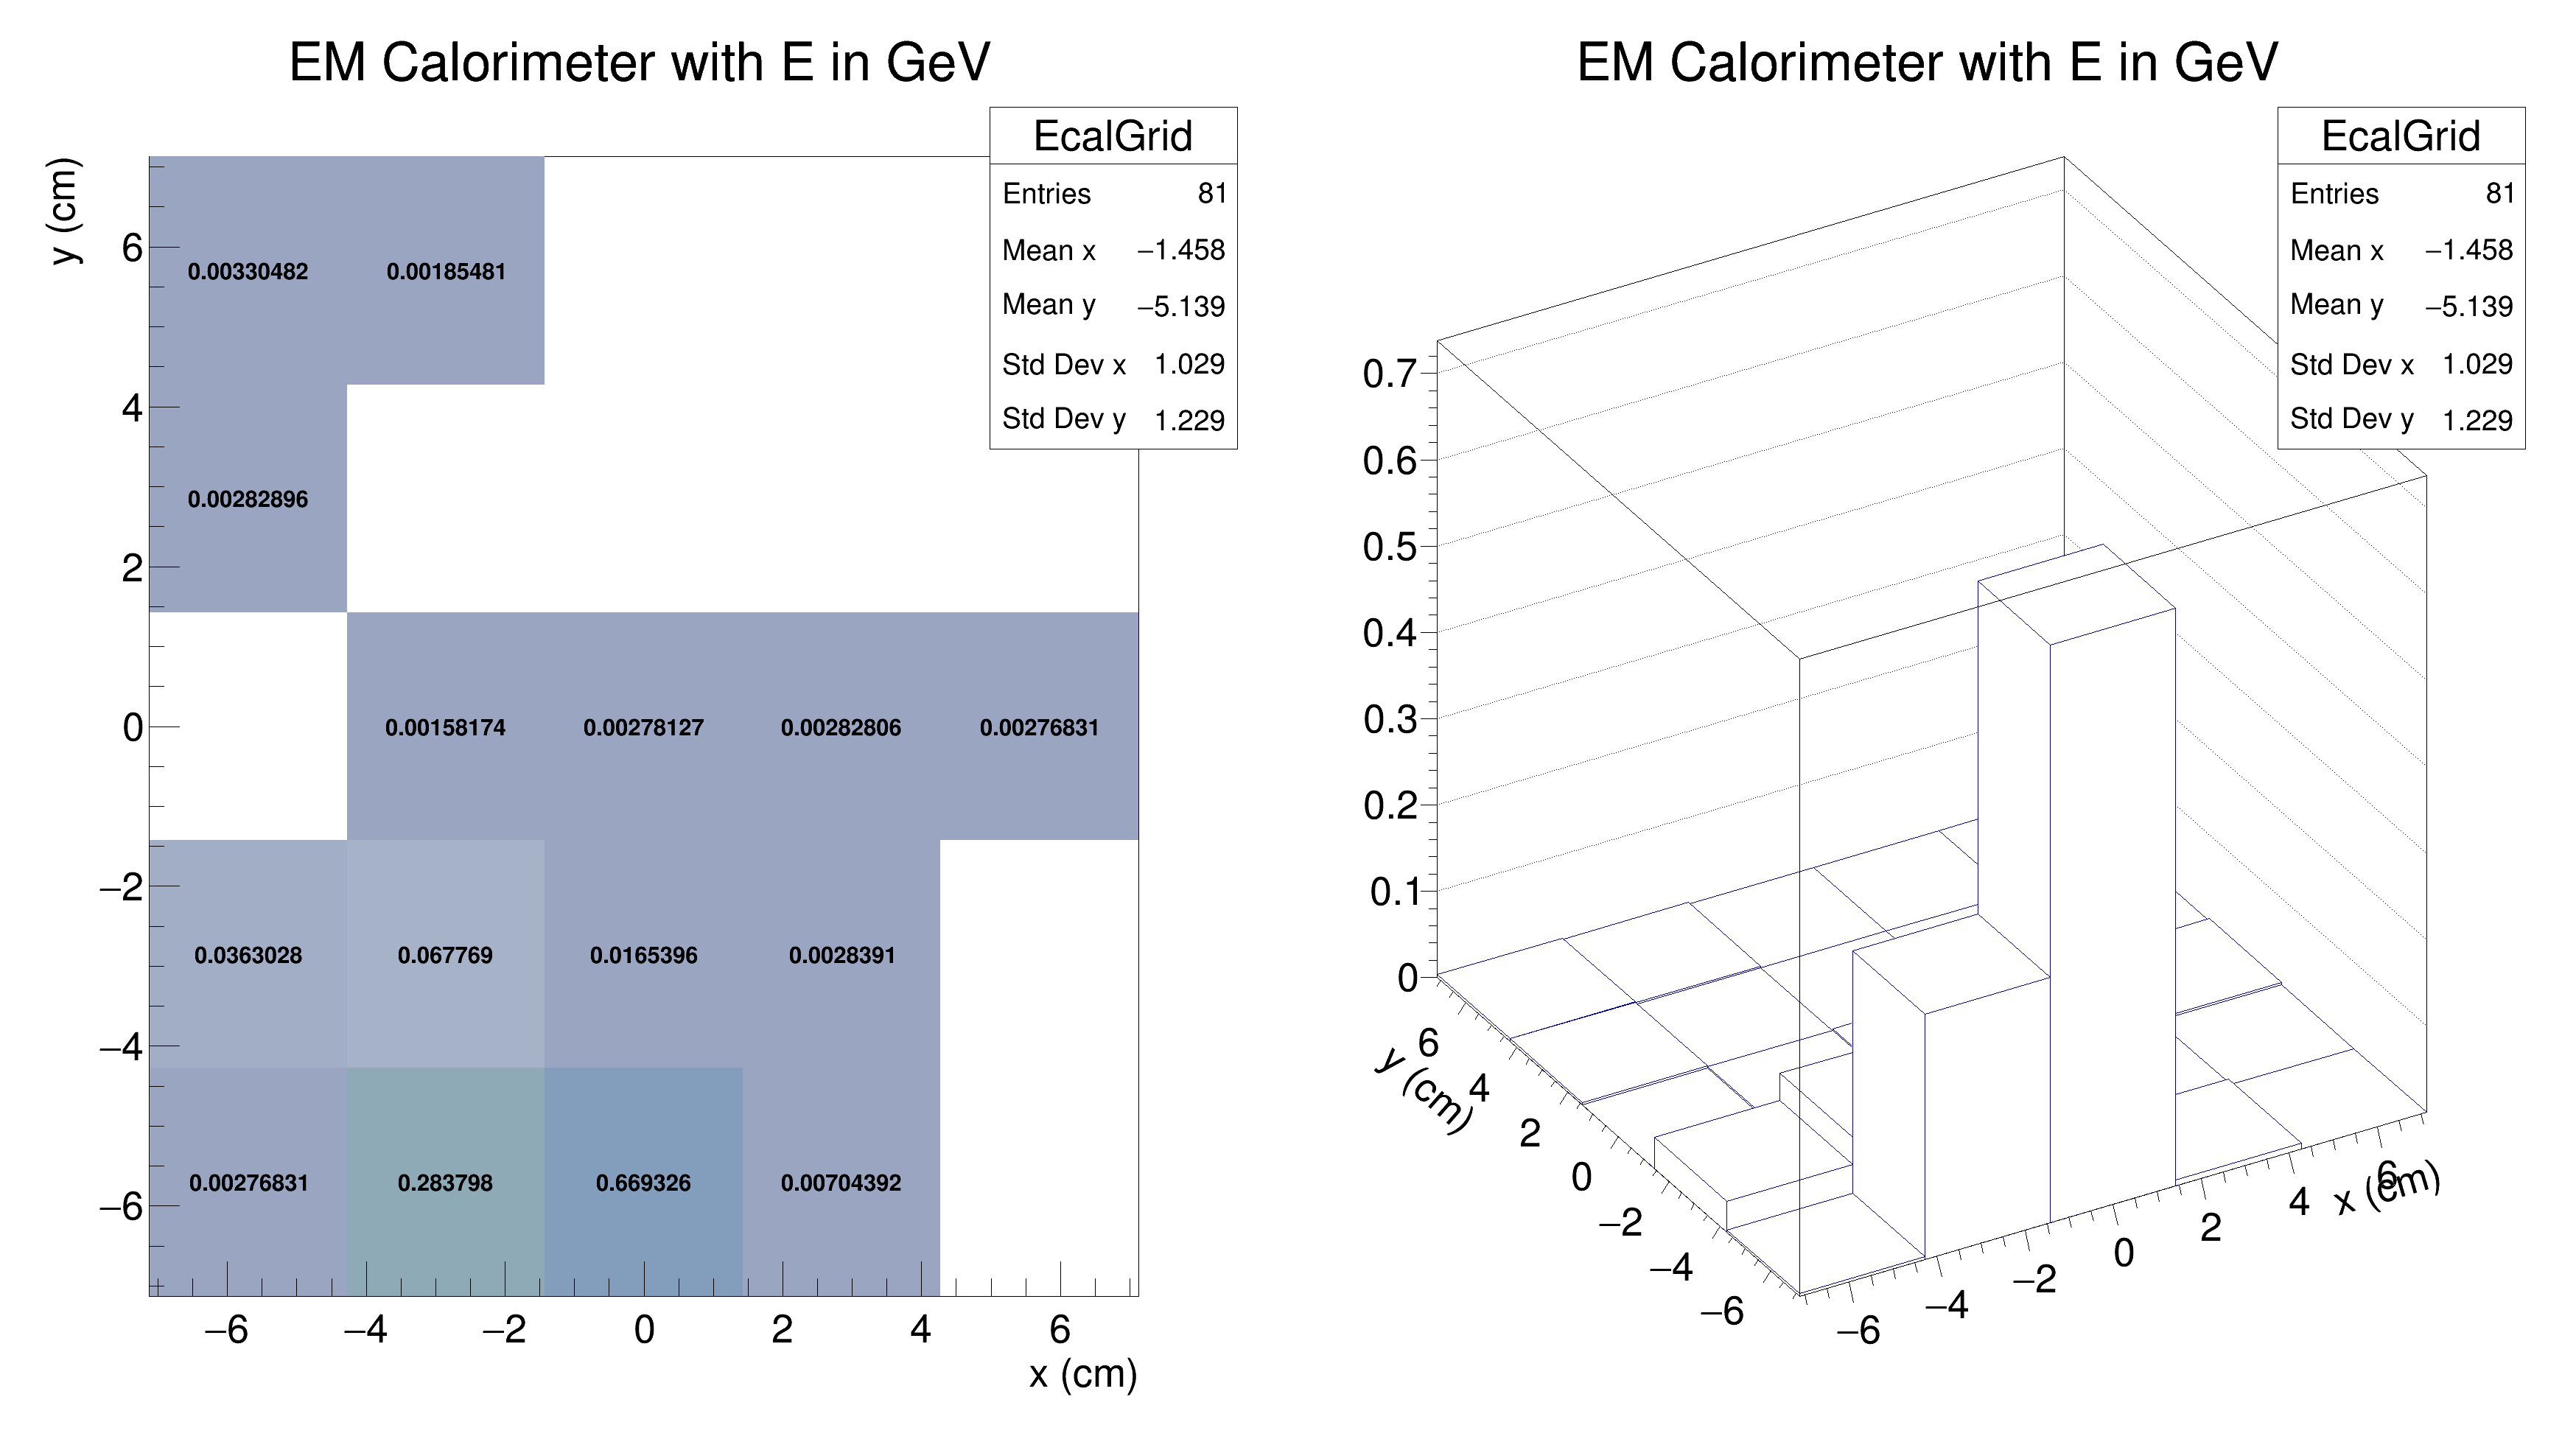 EM Calorimeter with E in GeV
EcalGrid
Entries 81
Mean x −1.458
Mean y −5.139
Std Dev x 1.029
Std Dev y 1.229
y (cm)
6
4
2
0
−2
−4
−6
0.00330482 0.00185481
0.00282896
0.00158174 0.00278127 0.00282806 0.00276831
0.0363028 0.067769 0.0165396 0.0028391
0.00276831 0.283798 0.669326 0.00704392
−6 −4 −2 0 2 4 6
x (cm)
EM Calorimeter with E in GeV
EcalGrid
Entries 81
Mean x −1.458
Mean y −5.139
Std Dev x 1.029
Std Dev y 1.229
0.7
0.6
0.5
0.4
0.3
0.2
0.1
0
y (cm)
6
4
2
0
−2
−4
−6
−6
−4
−2
0
2
4
6
x (cm)